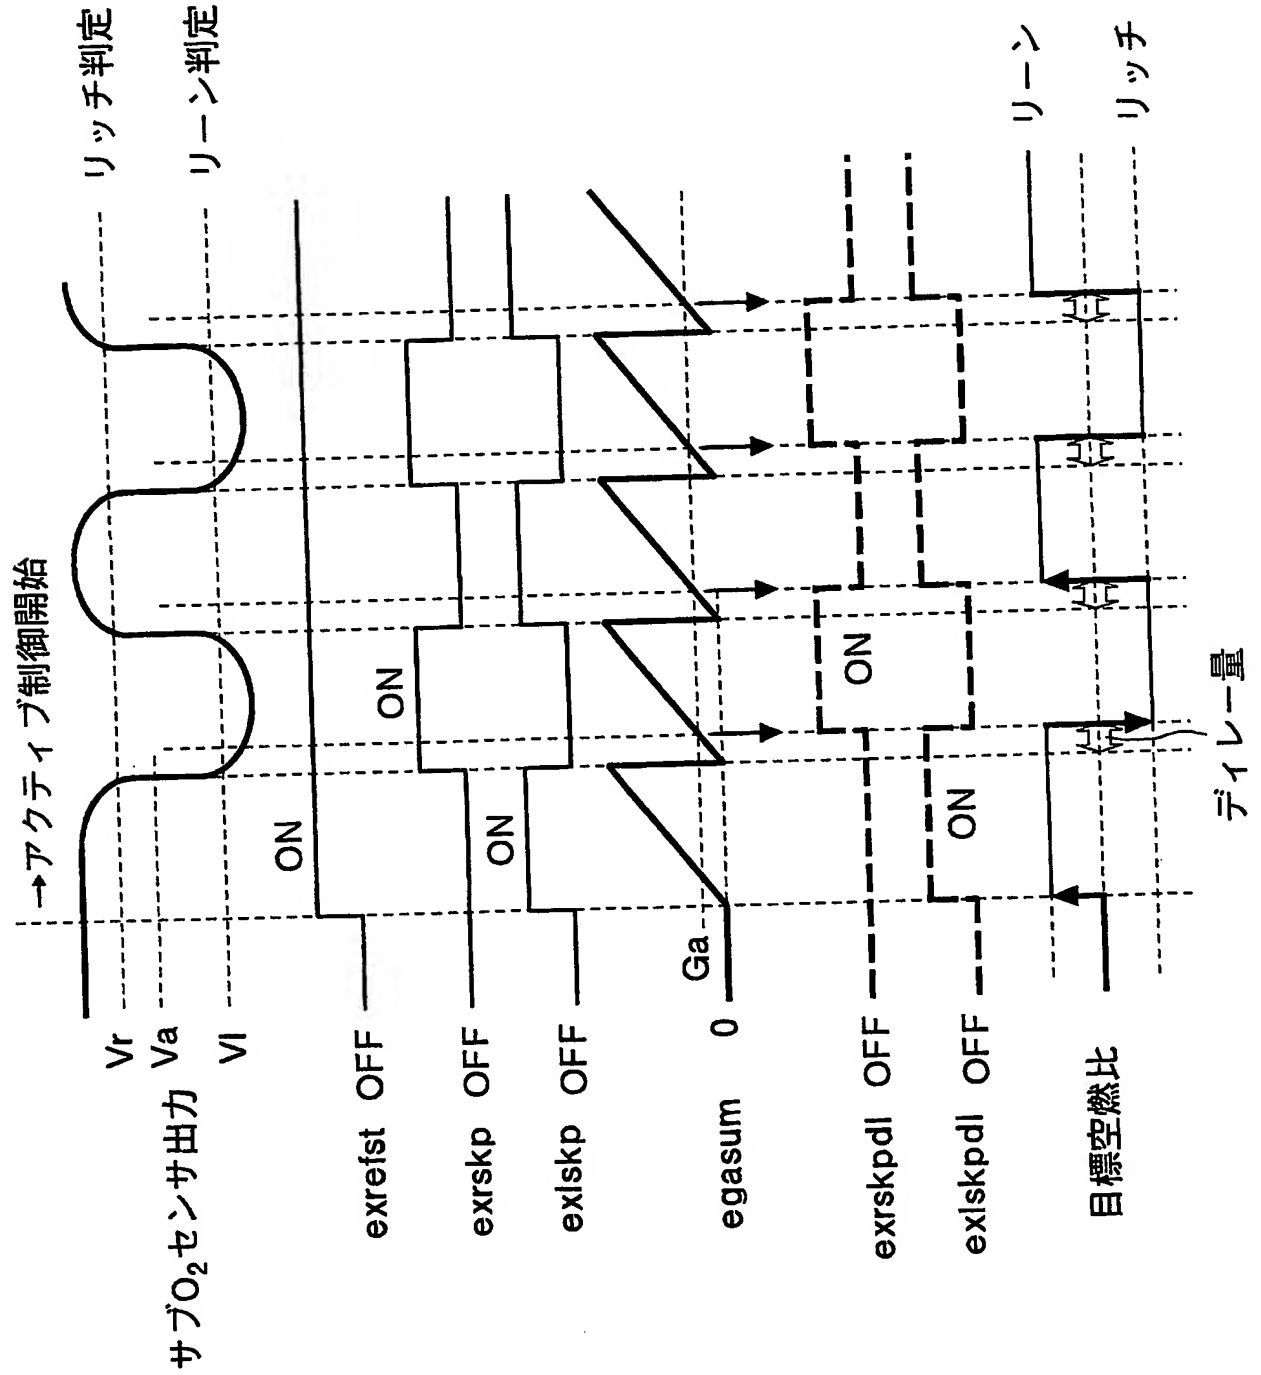 →アクティブ制御開始
リッチ判定
リーン判定
Vr
Va
Vl
サブO₂センサ出力
exrefst OFF
ON
exrskp OFF
ON
exlskp OFF
ON
Ga
egasum 0
exrskpdl OFF
ON
exlskpdl OFF
ON
目標空燃比
リーン
リッチ
ディレー量